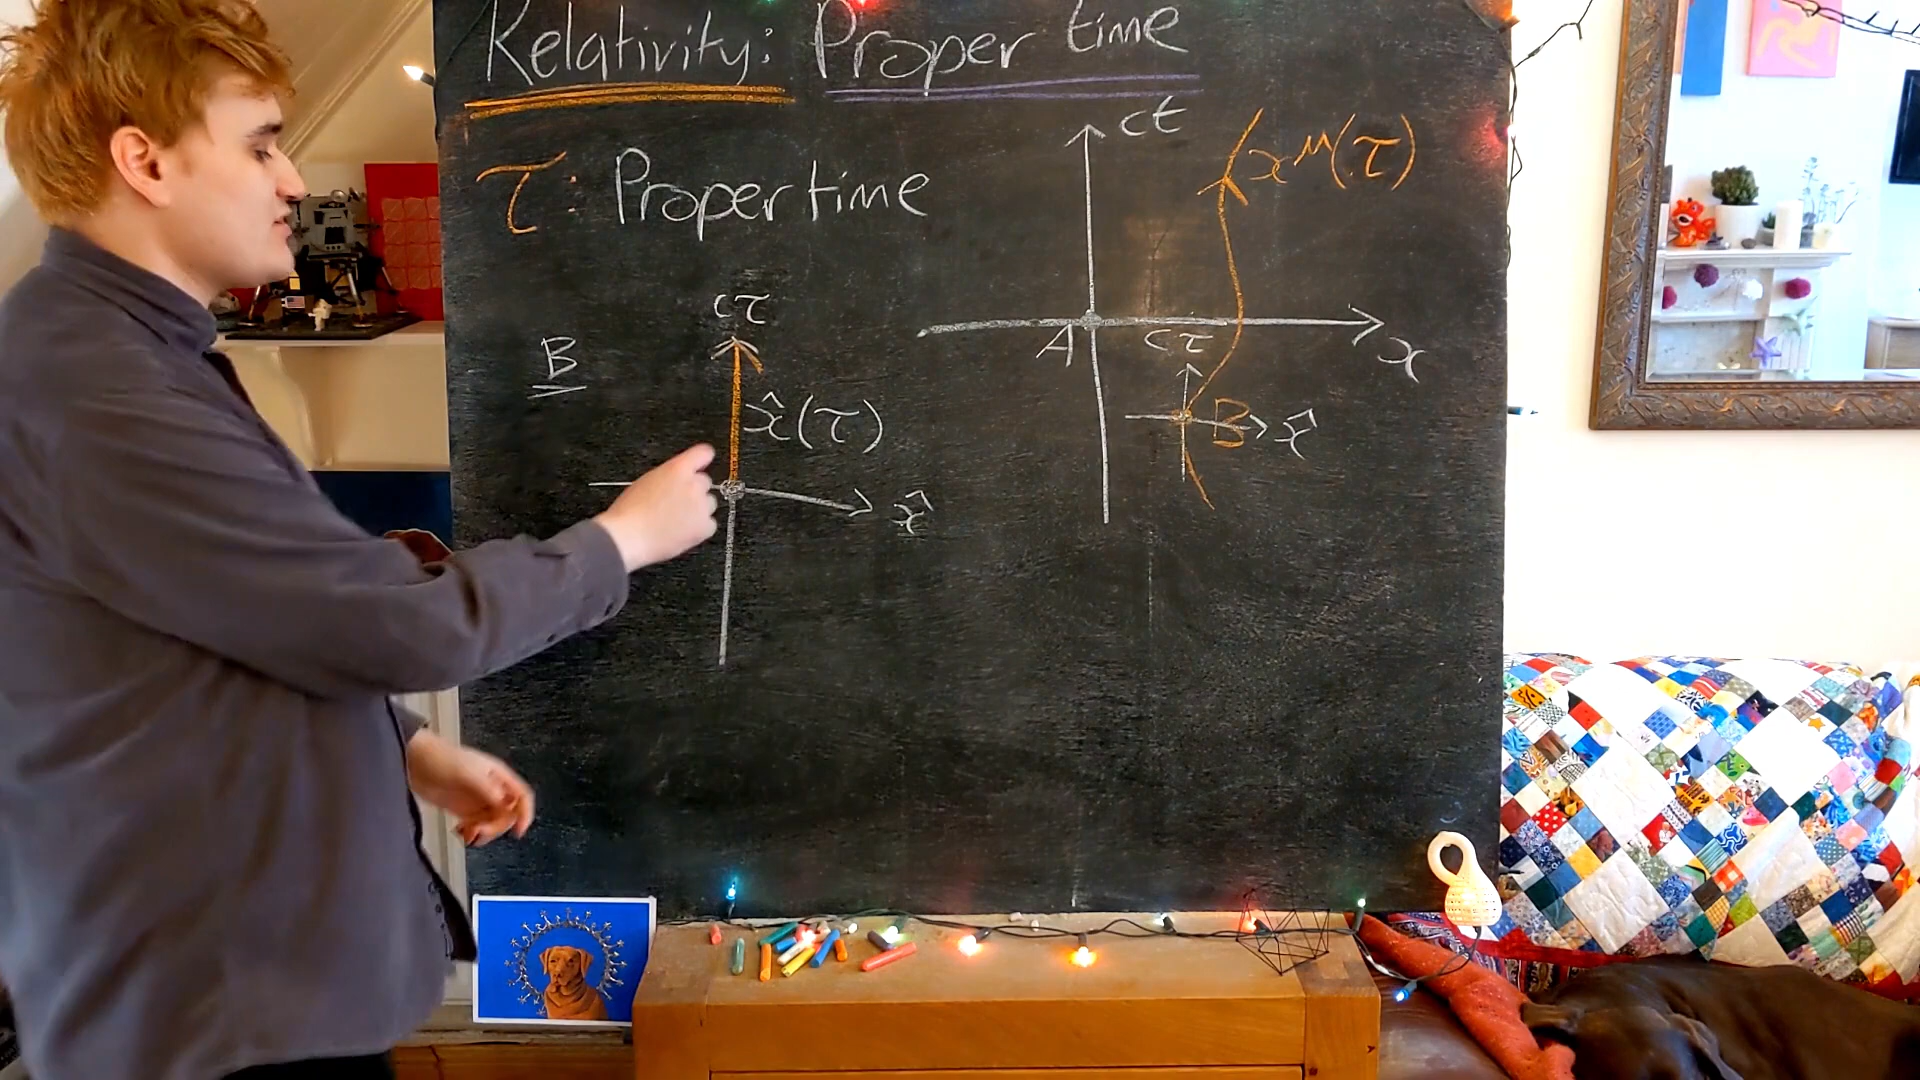 Relativity: Proper time
τ: Proper time
cτ
B
x̂(τ)
x̂
ct
x^μ(τ)
A
x
cτ
B
x̂